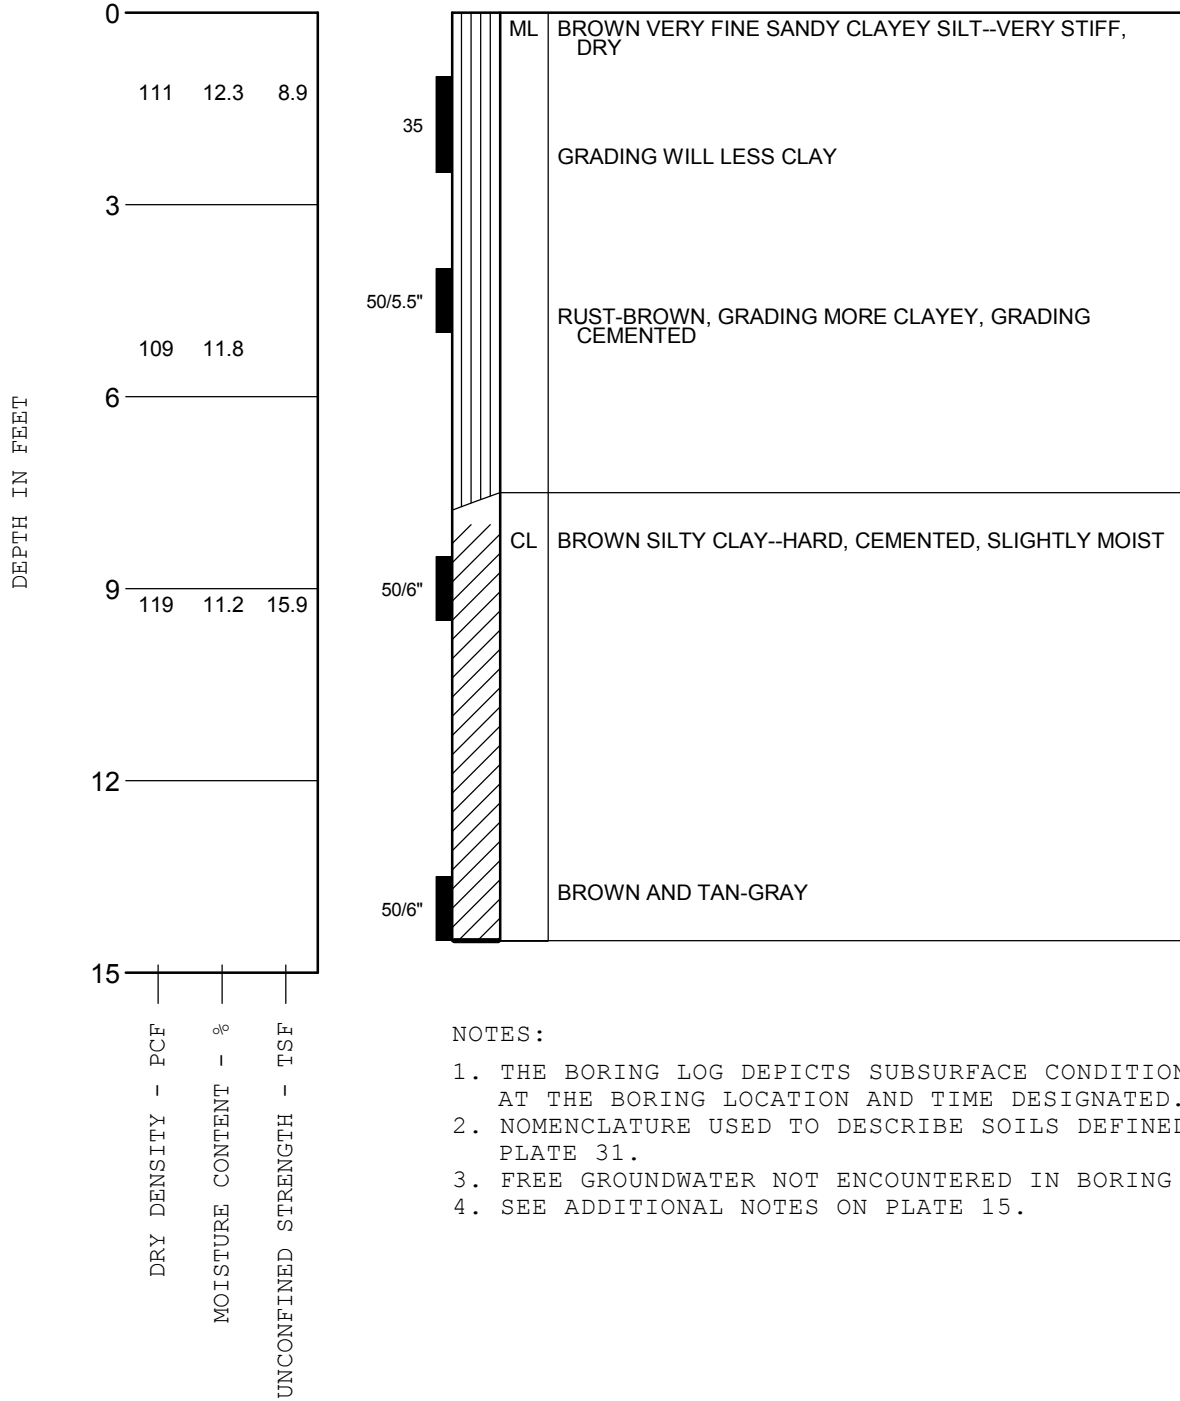 0
ML BROWN VERY FINE SANDY CLAYEY SILT--VERY STIFF,
DRY
111 12.3 8.9
35
GRADING WILL LESS CLAY
3
50/5.5"
RUST-BROWN, GRADING MORE CLAYEY, GRADING
CEMENTED
109 11.8
6
DEPTH IN FEET
CL BROWN SILTY CLAY--HARD, CEMENTED, SLIGHTLY MOIST
9
50/6"
119 11.2 15.9
12
BROWN AND TAN-GRAY
50/6"
15
DRY DENSITY - PCF
MOISTURE CONTENT - %
UNCONFINED STRENGTH - TSF
NOTES:
1. THE BORING LOG DEPICTS SUBSURFACE CONDITION
AT THE BORING LOCATION AND TIME DESIGNATED.
2. NOMENCLATURE USED TO DESCRIBE SOILS DEFINED
PLATE 31.
3. FREE GROUNDWATER NOT ENCOUNTERED IN BORING
4. SEE ADDITIONAL NOTES ON PLATE 15.